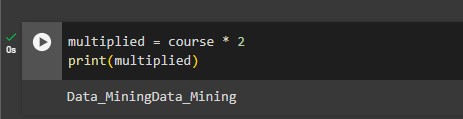 multiplied = course * 2
0s
print(multiplied)
Data_MiningData_Mining